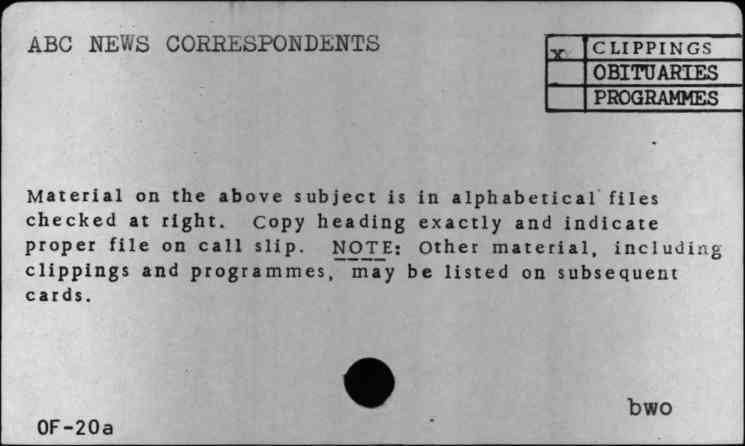 ABC NEWS CORRESPONDENTS
x CLIPPINGS
OBITUARIES
PROGRAMMES
Material on the above subject is in alphabetical files
checked at right. Copy heading exactly and indicate
proper file on call slip. NOTE: Other material, including
clippings and programmes, may be listed on subsequent
cards.
bwo
OF-20a